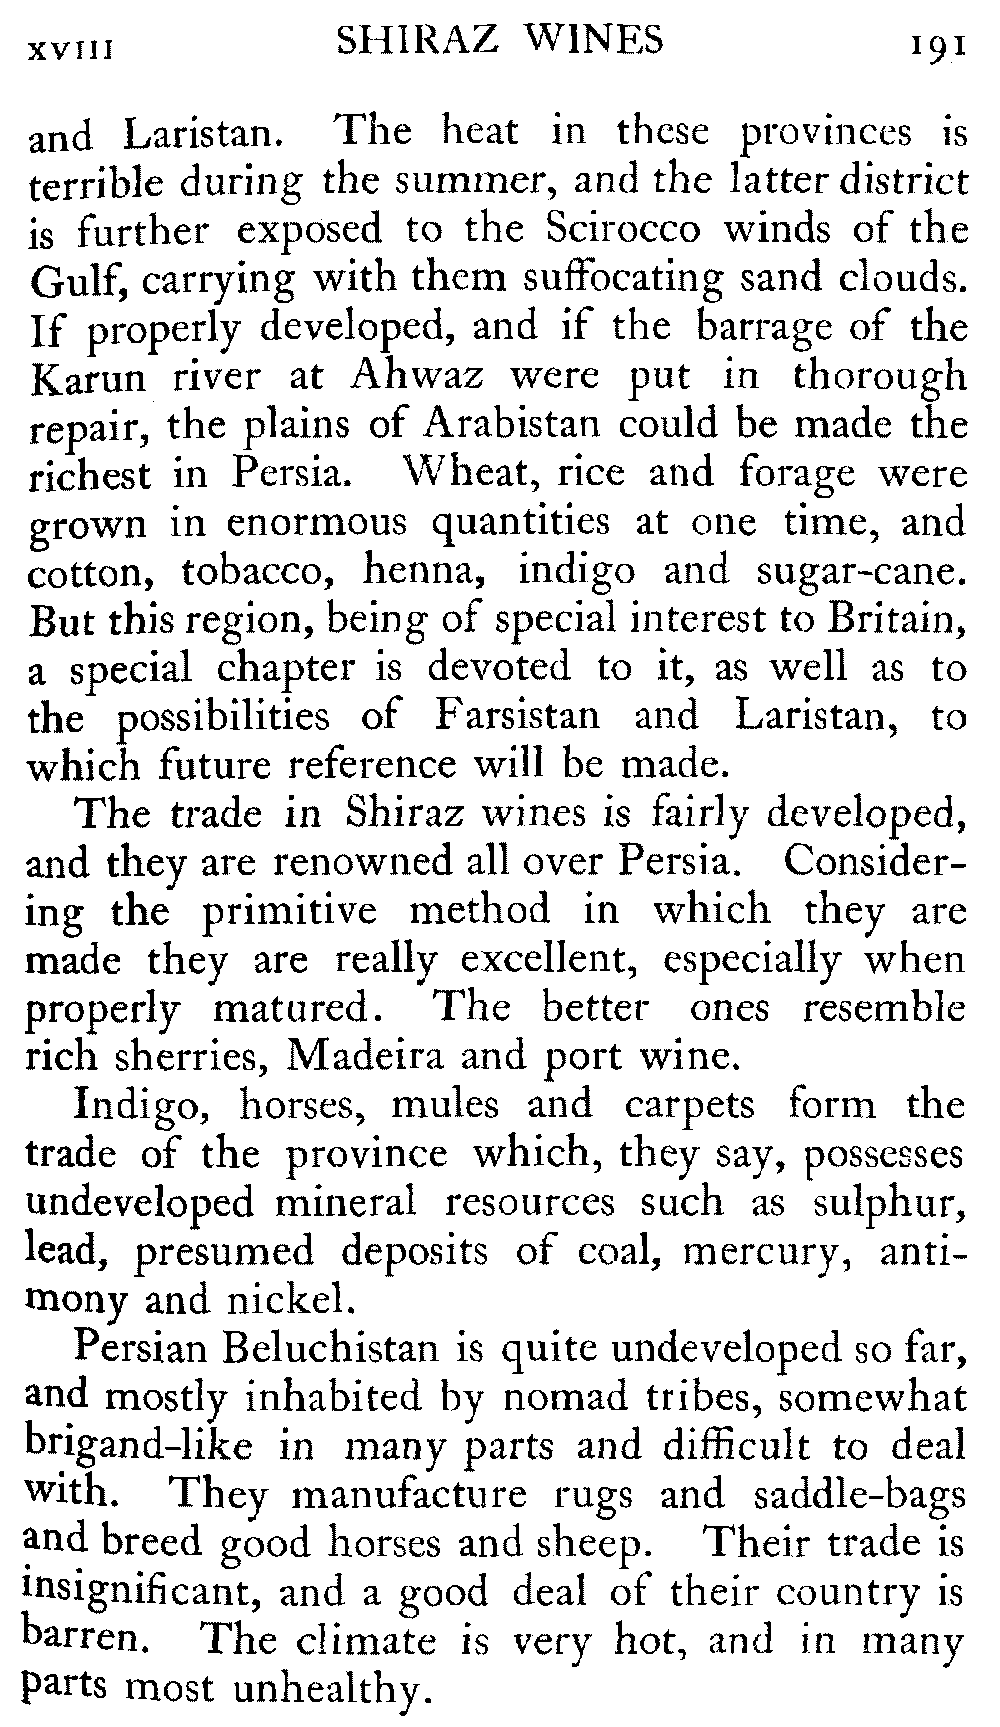 XVIII SHIRAZ WINES 191
and Laristan. The heat in these provinces is
terrible during the summer, and the latter district
is further exposed to the Scirocco winds of the
Gulf, carrying with them suffocating sand clouds.
If properly developed, and if the barrage of the
Karun river at Ahwaz were put in thorough
repair, the plains of Arabistan could be made the
richest in Persia. Wheat, rice and forage were
grown in enormous quantities at one time, and
cotton, tobacco, henna, indigo and sugar-cane.
But this region, being of special interest to Britain,
a special chapter is devoted to it, as well as to
the possibilities of Farsistan and Laristan, to
which future reference will be made.
The trade in Shiraz wines is fairly developed,
and they are renowned all over Persia. Consider-
ing the primitive method in which they are
made they are really excellent, especially when
properly matured. The better ones resemble
rich sherries, Madeira and port wine.
Indigo, horses, mules and carpets form the
trade of the province which, they say, possesses
undeveloped mineral resources such as sulphur,
lead, presumed deposits of coal, mercury, anti-
mony and nickel.
Persian Beluchistan is quite undeveloped so far,
and mostly inhabited by nomad tribes, somewhat
brigand-like in many parts and difficult to deal
with. They manufacture rugs and saddle-bags
and breed good horses and sheep. Their trade is
insignificant, and a good deal of their country is
barren. The climate is very hot, and in many
parts most unhealthy.